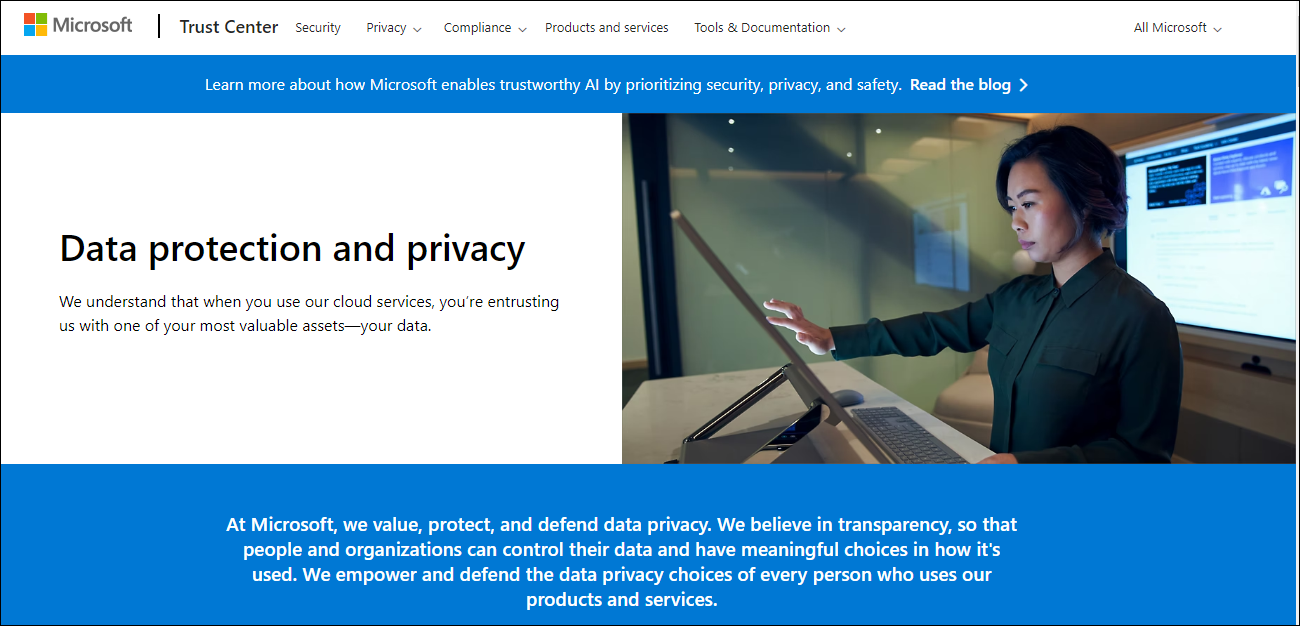 Microsoft | Trust Center Security Privacy Compliance Products and services Tools & Documentation All Microsoft
Learn more about how Microsoft enables trustworthy AI by prioritizing security, privacy, and safety. Read the blog
Data protection and privacy
We understand that when you use our cloud services, you’re entrusting
us with one of your most valuable assets—your data.
At Microsoft, we value, protect, and defend data privacy. We believe in transparency, so that
people and organizations can control their data and have meaningful choices in how it's
used. We empower and defend the data privacy choices of every person who uses our
products and services.